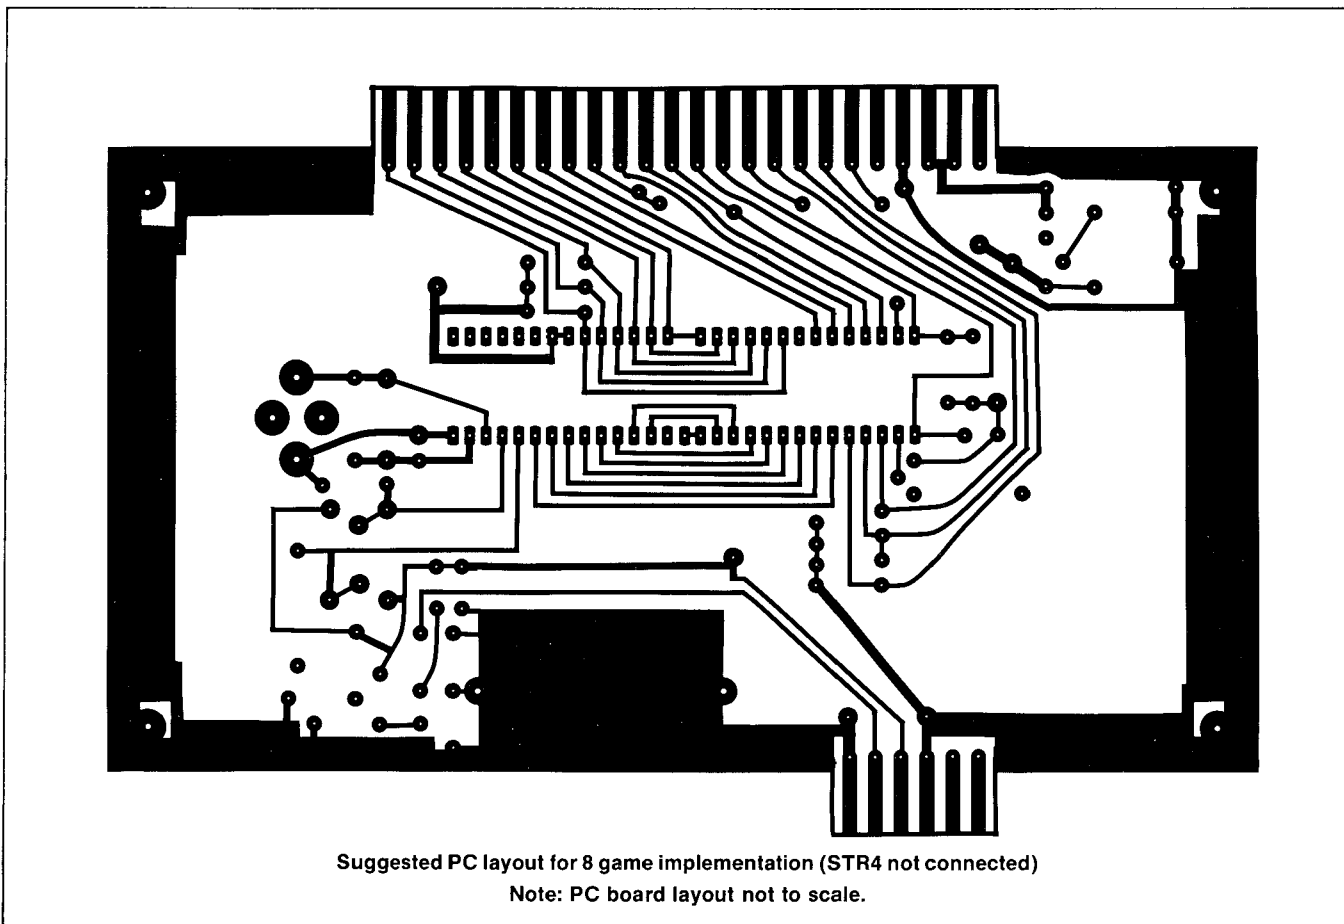 Suggested PC layout for 8 game implementation (STR4 not connected)
Note: PC board layout not to scale.